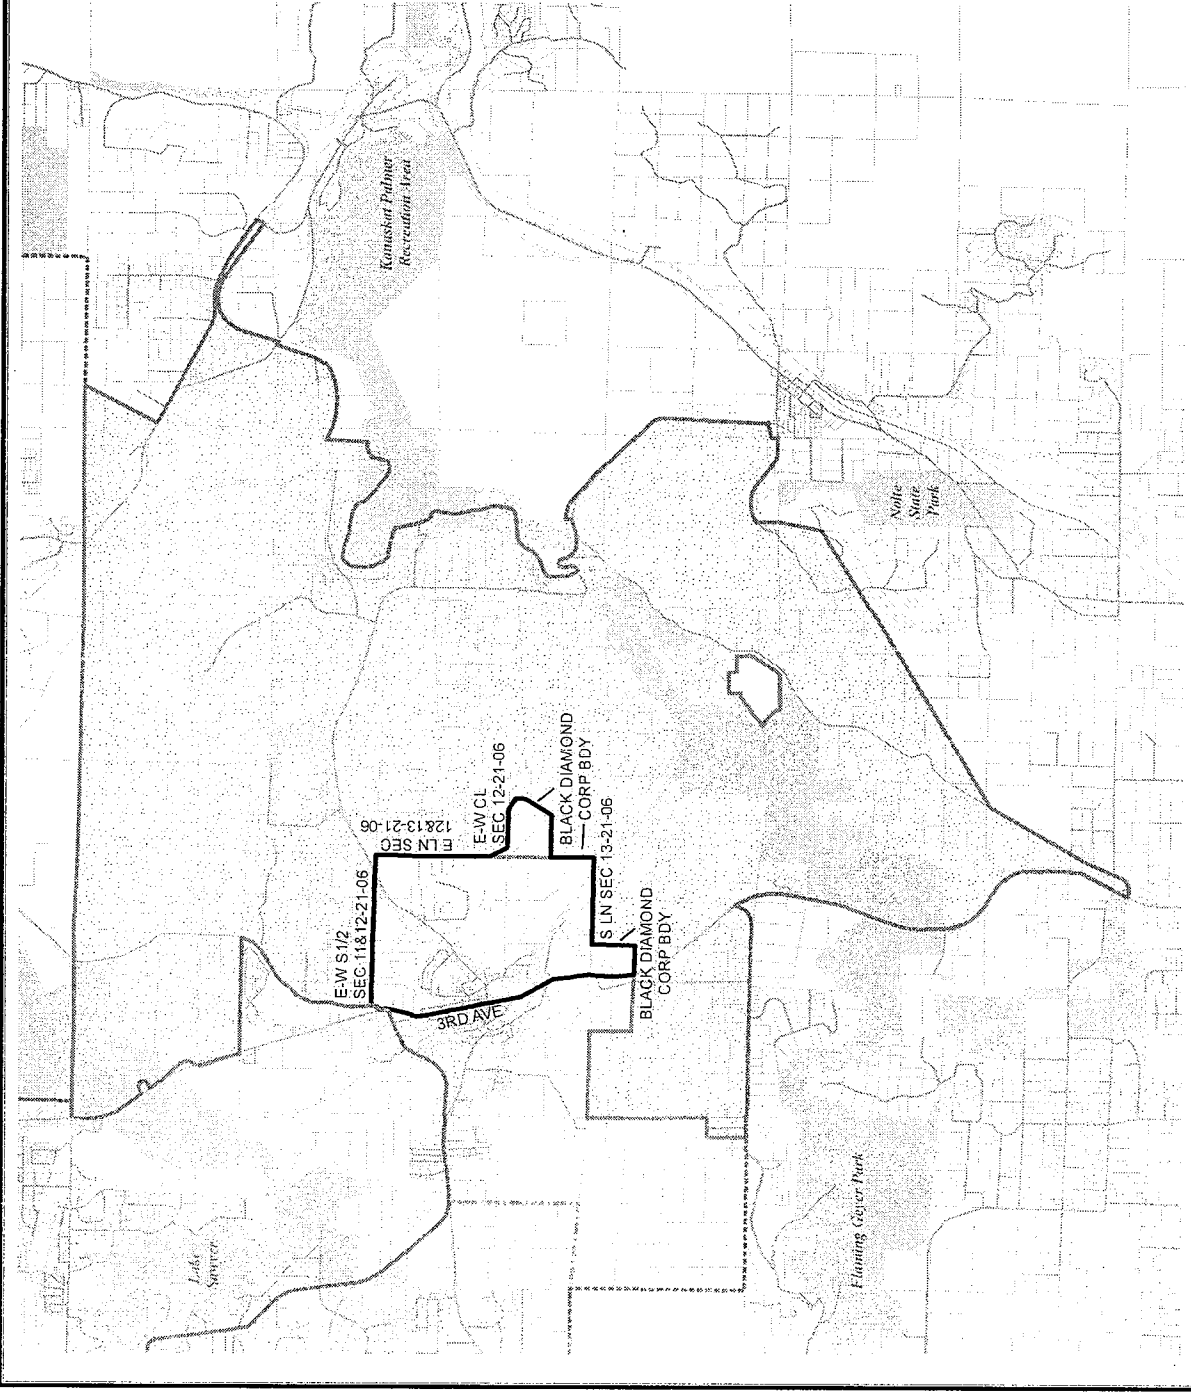 Kanaskat Palmer
Recreation Area
Nolte
State
Park
E-W S1/2
SEC 11&12-21-06
E LN SEC
12&13-21-06
E-W CL
SEC 12-21-06
BLACK DIAMOND
CORP BDY
S LN SEC 13-21-06
BLACK DIAMOND
CORP BDY
3RD AVE
Lake
Sawyer
Flaming Geyer Park